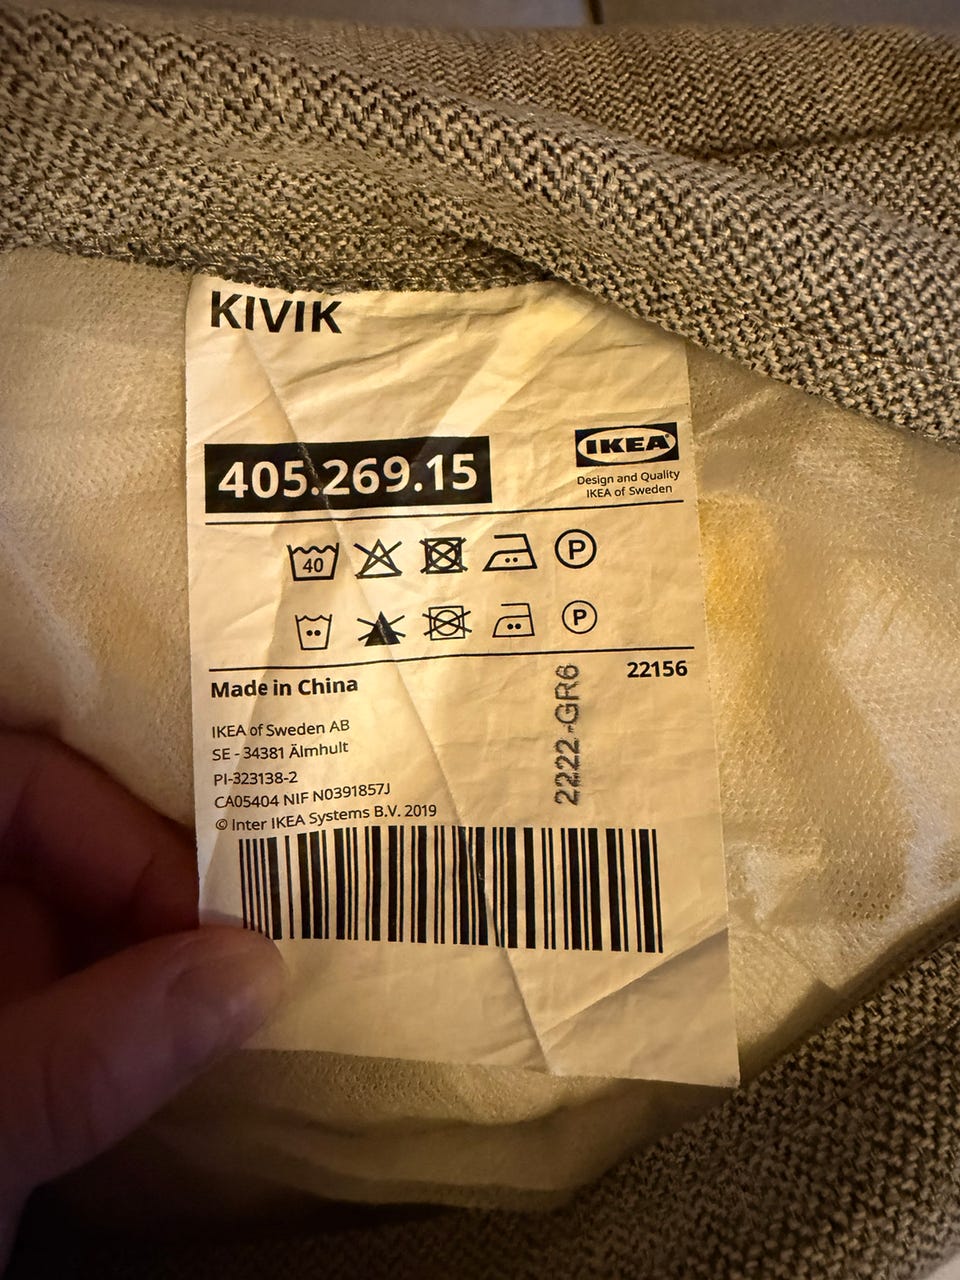 KIVIK
405.269.15
IKEA
Design and Quality
IKEA of Sweden
40
P
P
22156
Made in China
2222-GR6
IKEA of Sweden AB
SE - 34381 Älmhult
PI-323138-2
CA05404 NIF N0391857J
© Inter IKEA Systems B.V. 2019